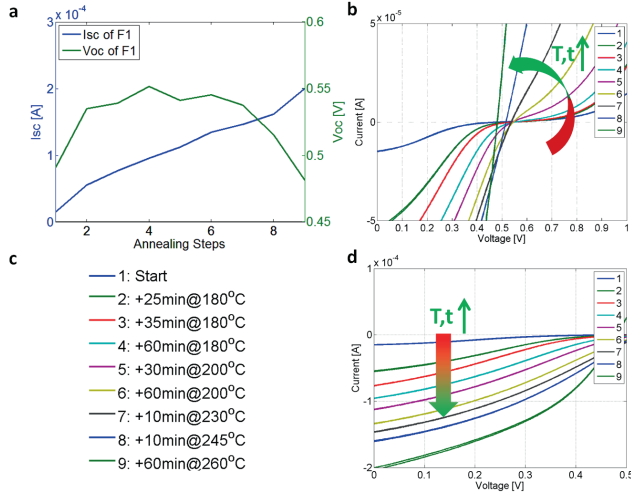 a
3 x 10⁻⁴
0.6
Isc of F1
Voc of F1
2
0.55
Isc [A]
Voc [V]
1
0.5
0
0.45
2 4 6 8
Annealing Steps
b
5 x 10⁻⁵
T,t
1
2
3
4
5
6
7
8
9
Current [A]
0
-5
0 0.1 0.2 0.3 0.4 0.5 0.6 0.7 0.8 0.9 1
Voltage [V]
c
1: Start
2: +25min@180°C
3: +35min@180°C
4: +60min@180°C
5: +30min@200°C
6: +60min@200°C
7: +10min@230°C
8: +10min@245°C
9: +60min@260°C
d
1 x 10⁻⁴
T,t
1
2
3
4
5
6
7
8
9
Current [A]
0
-1
-2
0 0.1 0.2 0.3 0.4 0.5
Voltage [V]